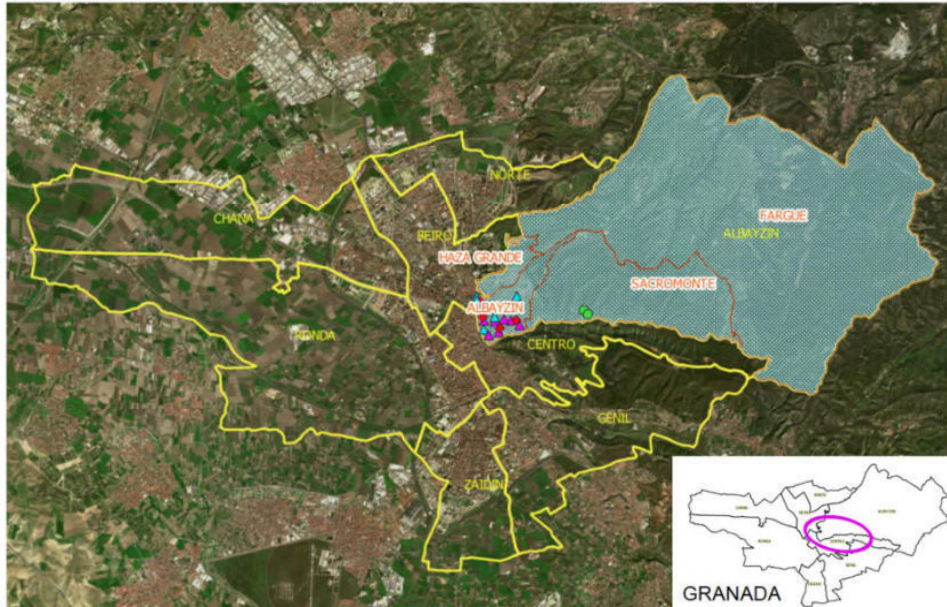 NORTE
CHANA
BEIRO
FARGUE
ALBAYZIN
HAZA GRANDE
SACROMONTE
ALBAYZIN
RONDA
CENTRO
GENIL
ZAIDIN
GRANADA